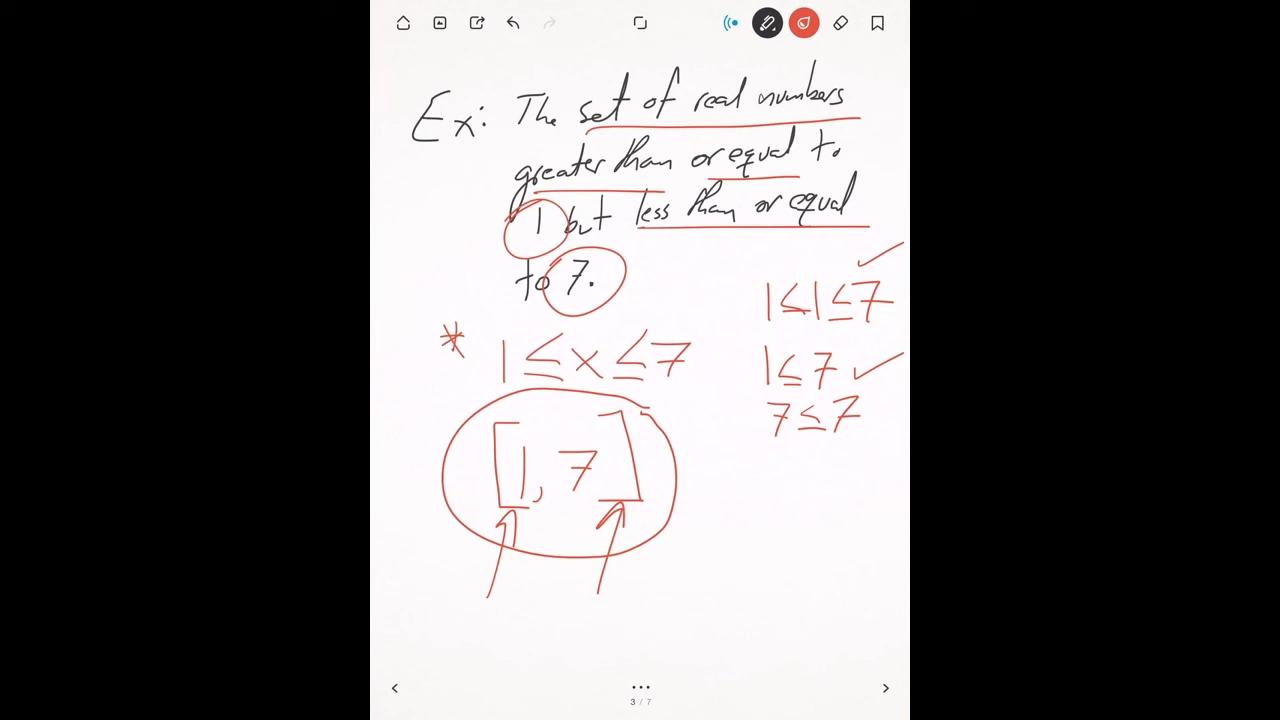 Ex: The set of real numbers
greater than or equal to
1 but less than or equal
to 7.
1≤1≤7
* 1≤x≤7
1≤7
7≤7
[1, 7]
3 / 7